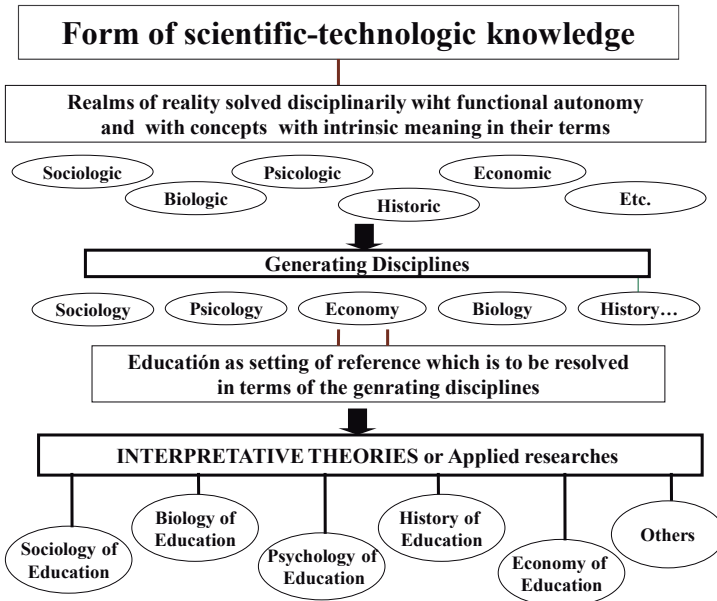 Form of scientific-technologic knowledge
Realms of reality solved disciplinarily wiht functional autonomy
and with concepts with intrinsic meaning in their terms
Sociologic
Psicologic
Economic
Biologic
Historic
Etc.
Generating Disciplines
Sociology
Psicology
Economy
Biology
History…
Educatión as setting of reference which is to be resolved
in terms of the genrating disciplines
INTERPRETATIVE THEORIES or Applied researches
Sociology of
Education
Biology of
Education
Psychology of
Education
History of
Education
Economy of
Education
Others